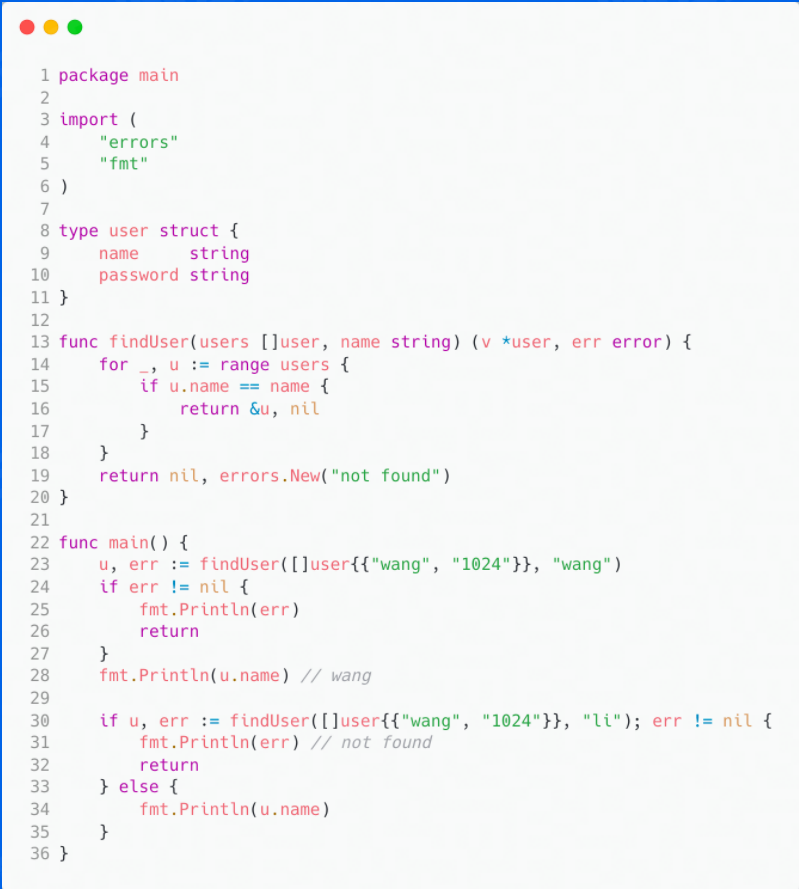 1 package main
2
3 import (
4     "errors"
5     "fmt"
6 )
7
8 type user struct {
9     name     string
10     password string
11 }
12
13 func findUser(users []user, name string) (v *user, err error) {
14     for _, u := range users {
15         if u.name == name {
16             return &u, nil
17         }
18     }
19     return nil, errors.New("not found")
20 }
21
22 func main() {
23     u, err := findUser([]user{{"wang", "1024"}}, "wang")
24     if err != nil {
25         fmt.Println(err)
26         return
27     }
28     fmt.Println(u.name) // wang
29
30     if u, err := findUser([]user{{"wang", "1024"}}, "li"); err != nil {
31         fmt.Println(err) // not found
32         return
33     } else {
34         fmt.Println(u.name)
35     }
36 }